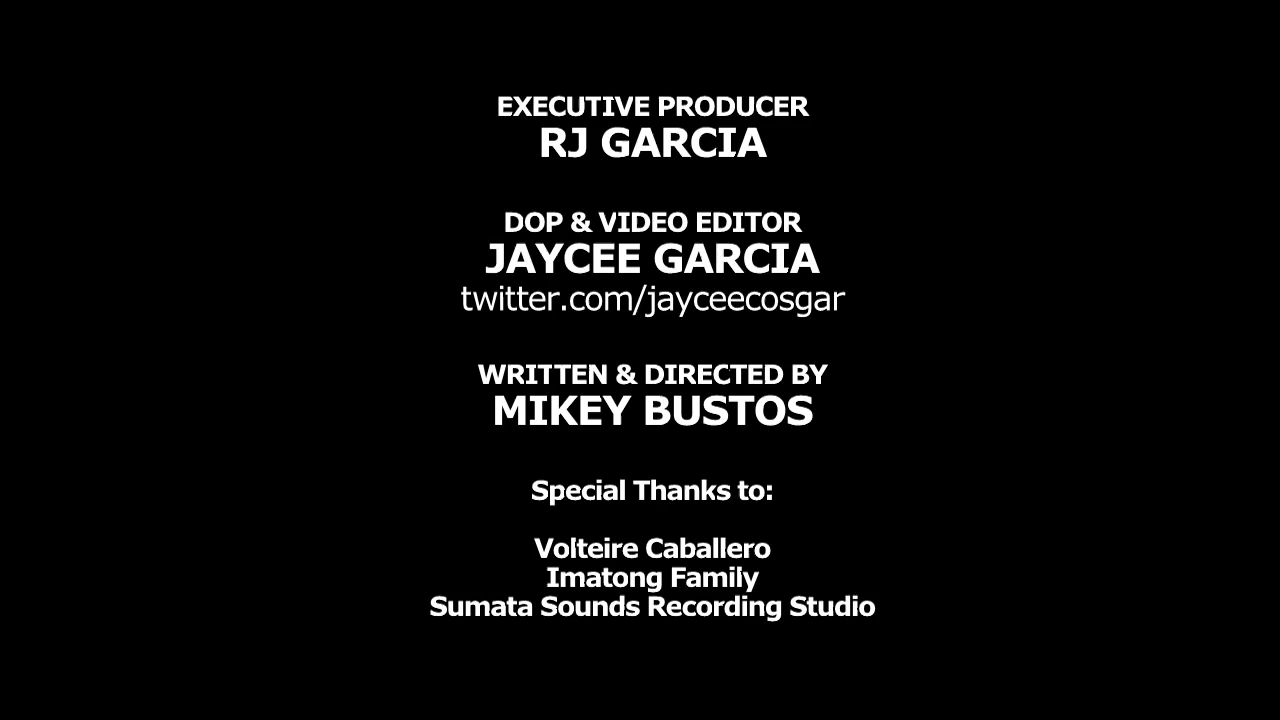 EXECUTIVE PRODUCER
RJ GARCIA
DOP & VIDEO EDITOR
JAYCEE GARCIA
twitter.com/jayceecosgar
WRITTEN & DIRECTED BY
MIKEY BUSTOS
Special Thanks to:
Volteire Caballero
Imatong Family
Sumata Sounds Recording Studio